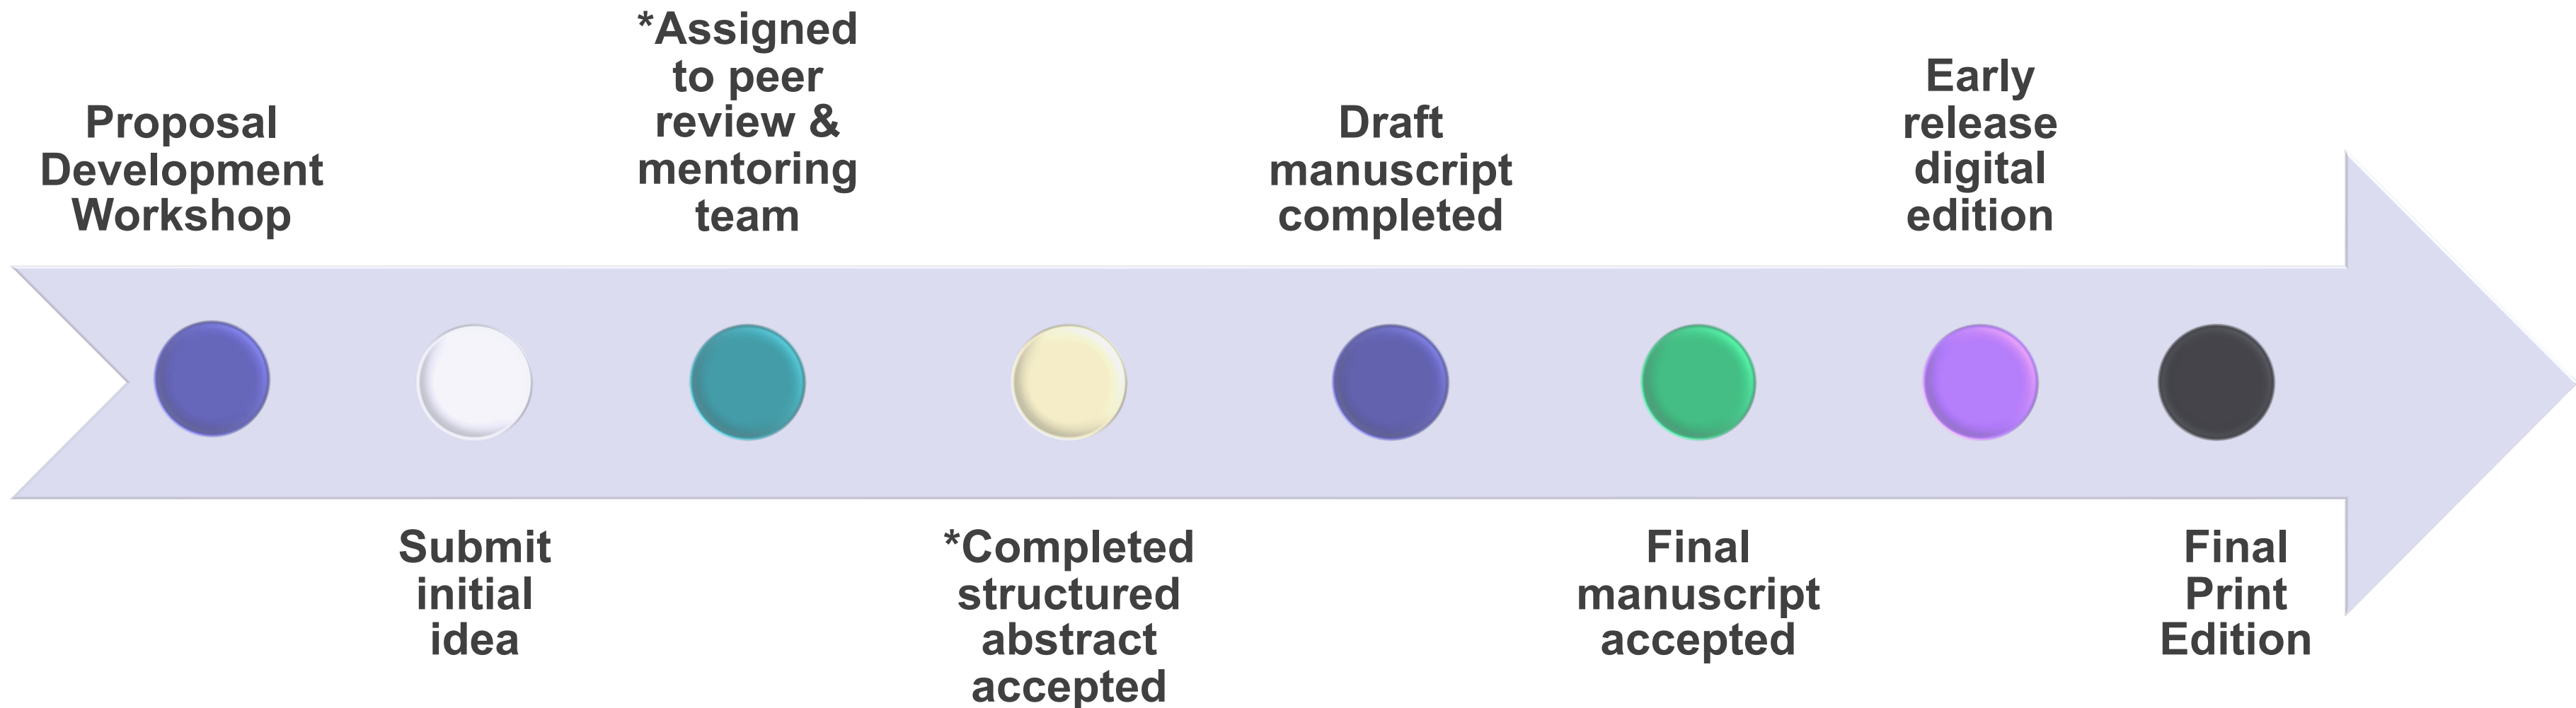 Proposal
Development
Workshop
Submit
initial
idea
*Assigned
to peer
review &
mentoring
team
*Completed
structured
abstract
accepted
Draft
manuscript
completed
Final
manuscript
accepted
Early
release
digital
edition
Final
Print
Edition